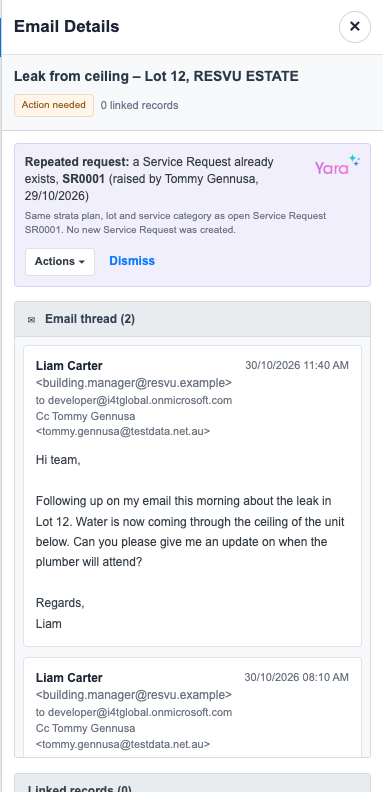 Email Details
Leak from ceiling – Lot 12, RESVU ESTATE
Action needed 0 linked records
Repeated request: a Service Request already
exists, SR0001 (raised by Tommy Gennusa,
29/10/2026)
Yara
Same strata plan, lot and service category as open Service Request
SR0001. No new Service Request was created.
Actions Dismiss
Email thread (2)
Liam Carter 30/10/2026 11:40 AM
<building.manager@resvu.example>
to developer@i4tglobal.onmicrosoft.com
Cc Tommy Gennusa
<tommy.gennusa@testdata.net.au>
Hi team,
Following up on my email this morning about the leak in
Lot 12. Water is now coming through the ceiling of the unit
below. Can you please give me an update on when the
plumber will attend?
Regards,
Liam
Liam Carter 30/10/2026 08:10 AM
<building.manager@resvu.example>
to developer@i4tglobal.onmicrosoft.com
Cc Tommy Gennusa
<tommy.gennusa@testdata.net.au>
Linked records (0)